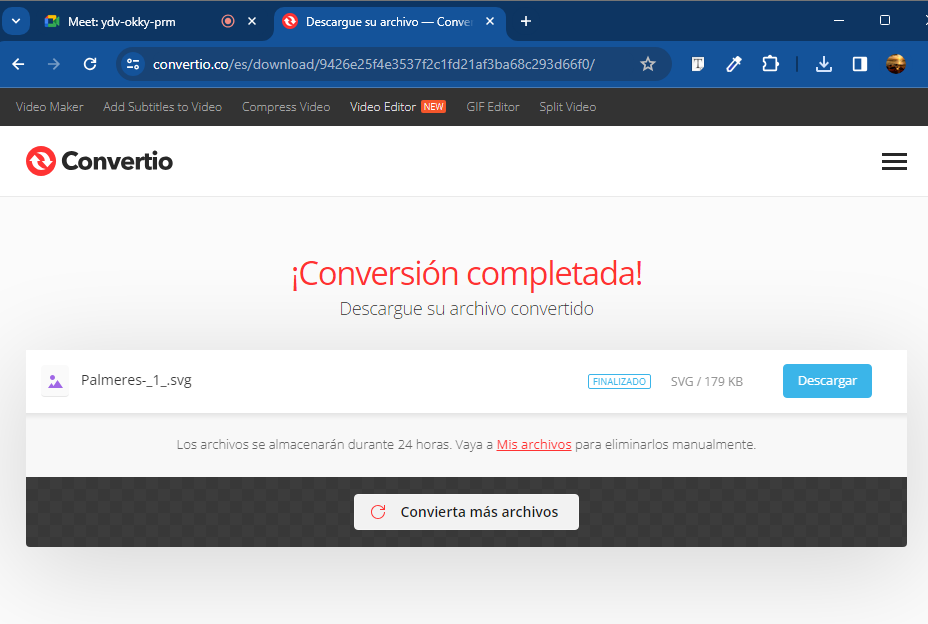 Meet: ydv-okky-prm
Descargue su archivo — Conve
convertio.co/es/download/9426e25f4e3537f2c1fd21af3ba68c293d66f0/
Video Maker Add Subtitles to Video Compress Video Video Editor NEW GIF Editor Split Video
Convertio
¡Conversión completada!
Descargue su archivo convertido
Palmeres-_1_.svg FINALIZADO SVG / 179 KB Descargar
Los archivos se almacenarán durante 24 horas. Vaya a Mis archivos para eliminarlos manualmente.
Convierta más archivos